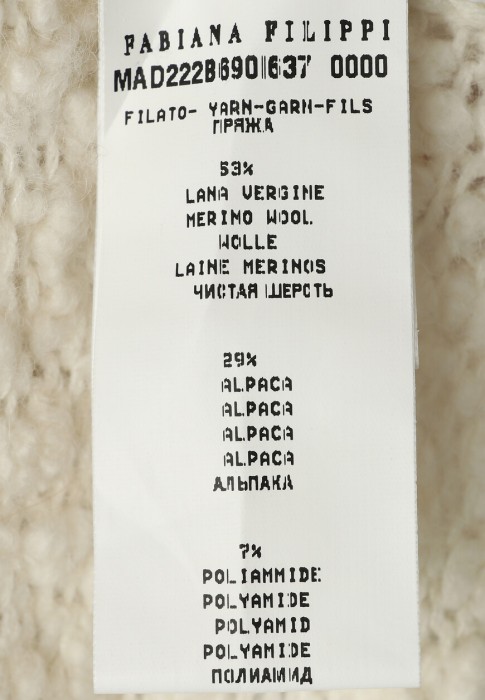 FABIANA FILIPPI
MAD222B690I637 0000
FILATO- YARN-GARN-FILS
ПРЯЖА
53%
LANA VERGINE
MERINO WOOL
WOLLE
LAINE MERINOS
ЧИСТАЯ ШЕРСТЬ
29%
ALPACA
ALPACA
ALPACA
ALPACA
АЛЬПАКА
7%
POLIAMMIDE
POLYAMIDE
POLYAMID
POLYAMIDE
ПОЛИАМИД